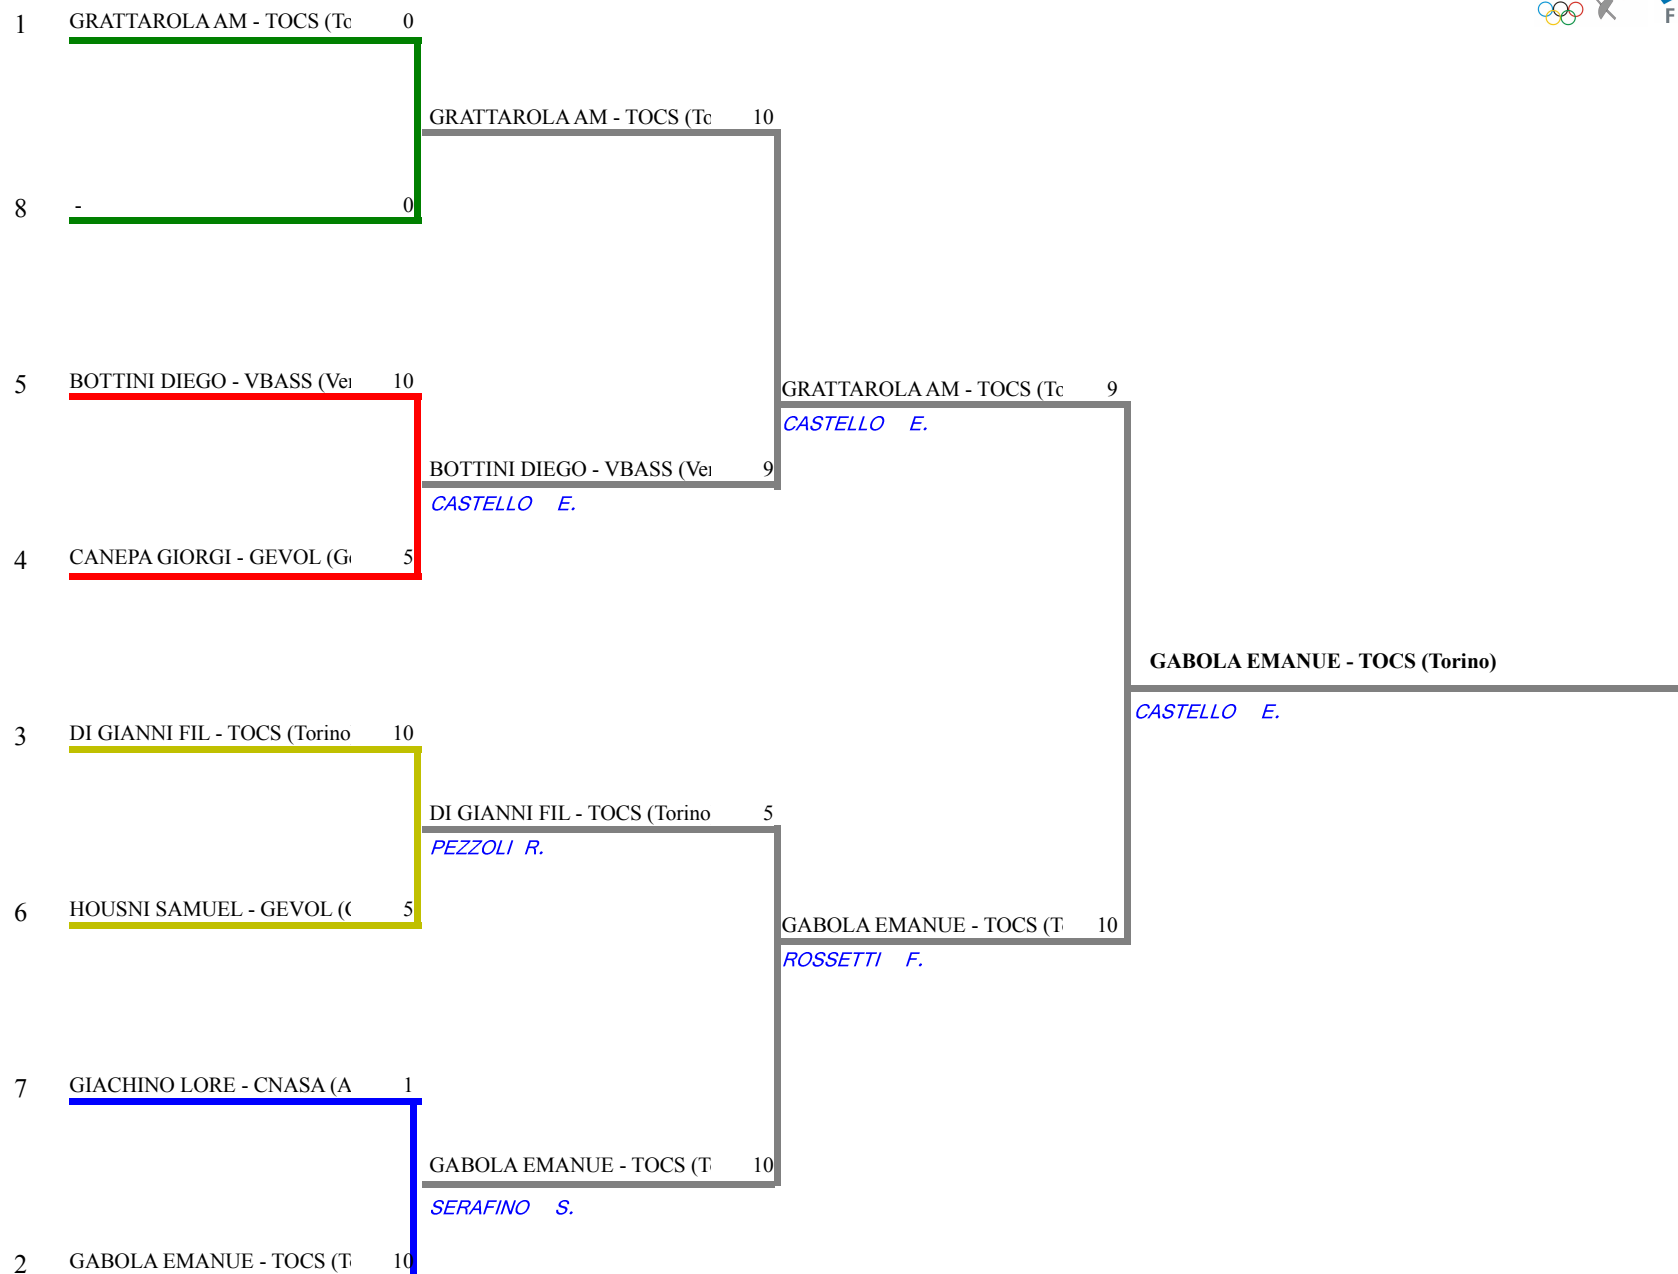 1 GRATTAROLA AM - TOCS (To 0
F
GRATTAROLA AM - TOCS (To 10
8 - 0
5 BOTTINI DIEGO - VBASS (Ver 10
GRATTAROLA AM - TOCS (To 9
CASTELLO E.
BOTTINI DIEGO - VBASS (Ver 9
CASTELLO E.
4 CANEPA GIORGI - GEVOL (Ge 5
GABOLA EMANUE - TOCS (Torino)
CASTELLO E.
3 DI GIANNI FIL - TOCS (Torino 10
DI GIANNI FIL - TOCS (Torino 5
PEZZOLI R.
6 HOUSNI SAMUEL - GEVOL (G 5
GABOLA EMANUE - TOCS (T 10
ROSSETTI F.
7 GIACHINO LORE - CNASA (A 1
GABOLA EMANUE - TOCS (T 10
SERAFINO S.
2 GABOLA EMANUE - TOCS (T 10